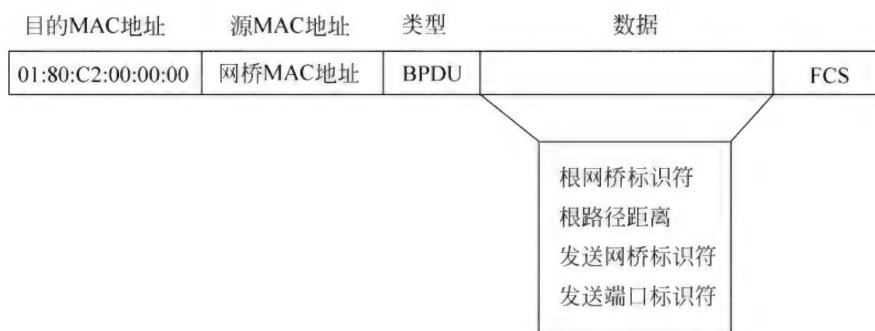 目的MAC地址 源MAC地址 类型 数据
01:80:C2:00:00:00 网桥MAC地址 BPDU FCS
根网桥标识符
根路径距离
发送网桥标识符
发送端口标识符